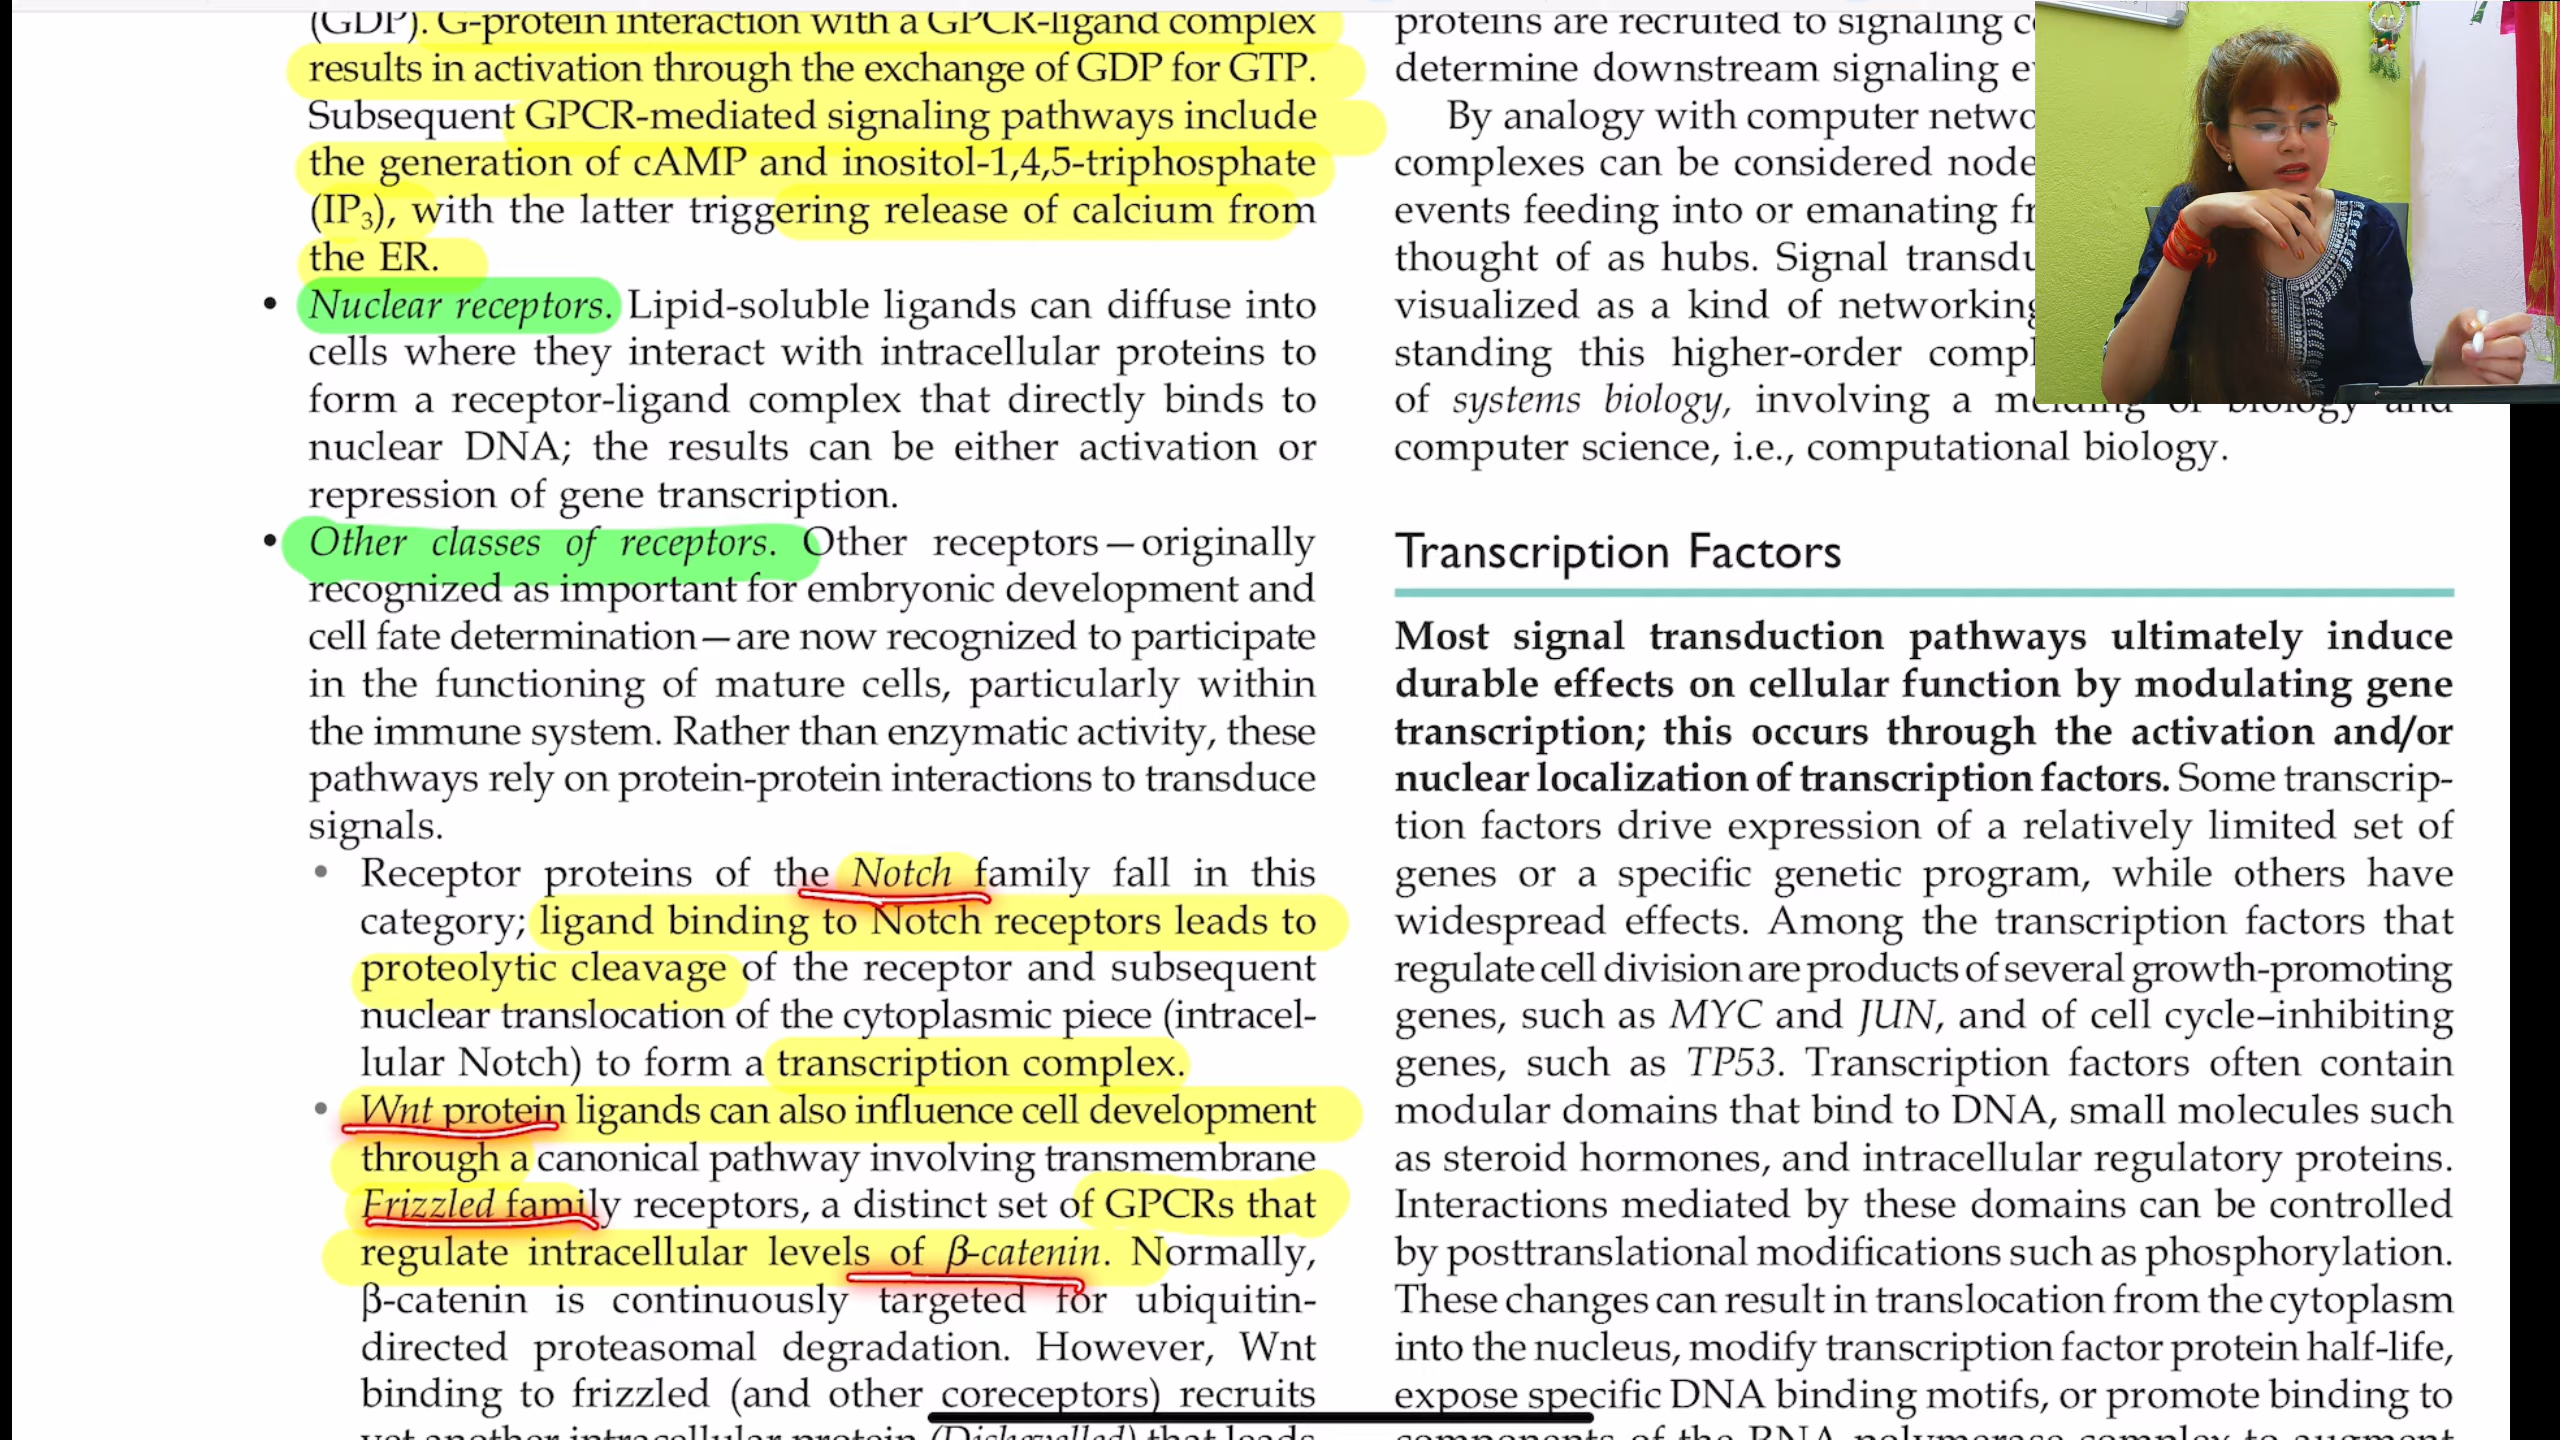 (GDP). G-protein interaction with a GPCR-ligand complex
results in activation through the exchange of GDP for GTP.
Subsequent GPCR-mediated signaling pathways include
the generation of cAMP and inositol-1,4,5-triphosphate
(IP3), with the latter triggering release of calcium from
the ER.
• Nuclear receptors. Lipid-soluble ligands can diffuse into
cells where they interact with intracellular proteins to
form a receptor-ligand complex that directly binds to
nuclear DNA; the results can be either activation or
repression of gene transcription.
• Other classes of receptors. Other receptors—originally
recognized as important for embryonic development and
cell fate determination—are now recognized to participate
in the functioning of mature cells, particularly within
the immune system. Rather than enzymatic activity, these
pathways rely on protein-protein interactions to transduce
signals.
• Receptor proteins of the Notch family fall in this
category; ligand binding to Notch receptors leads to
proteolytic cleavage of the receptor and subsequent
nuclear translocation of the cytoplasmic piece (intracel-
lular Notch) to form a transcription complex.
• Wnt protein ligands can also influence cell development
through a canonical pathway involving transmembrane
Frizzled family receptors, a distinct set of GPCRs that
regulate intracellular levels of β-catenin. Normally,
β-catenin is continuously targeted for ubiquitin-
directed proteasomal degradation. However, Wnt
binding to frizzled (and other coreceptors) recruits
yet another intracellular protein (Dishevelled) that leads
proteins are recruited to signaling
determine downstream signaling
By analogy with computer
complexes can be considered
events feeding into or emanating
thought of as hubs. Signal
visualized as a kind of
standing this higher-order
of systems biology, involving a melding of biology and
computer science, i.e., computational biology.
Transcription Factors
Most signal transduction pathways ultimately induce
durable effects on cellular function by modulating gene
transcription; this occurs through the activation and/or
nuclear localization of transcription factors. Some transcrip-
tion factors drive expression of a relatively limited set of
genes or a specific genetic program, while others have
widespread effects. Among the transcription factors that
regulate cell division are products of several growth-promoting
genes, such as MYC and JUN, and of cell cycle–inhibiting
genes, such as TP53. Transcription factors often contain
modular domains that bind to DNA, small molecules such
as steroid hormones, and intracellular regulatory proteins.
Interactions mediated by these domains can be controlled
by posttranslational modifications such as phosphorylation.
These changes can result in translocation from the cytoplasm
into the nucleus, modify transcription factor protein half-life,
expose specific DNA binding motifs, or promote binding to
components of the RNA polymerase complex to augment